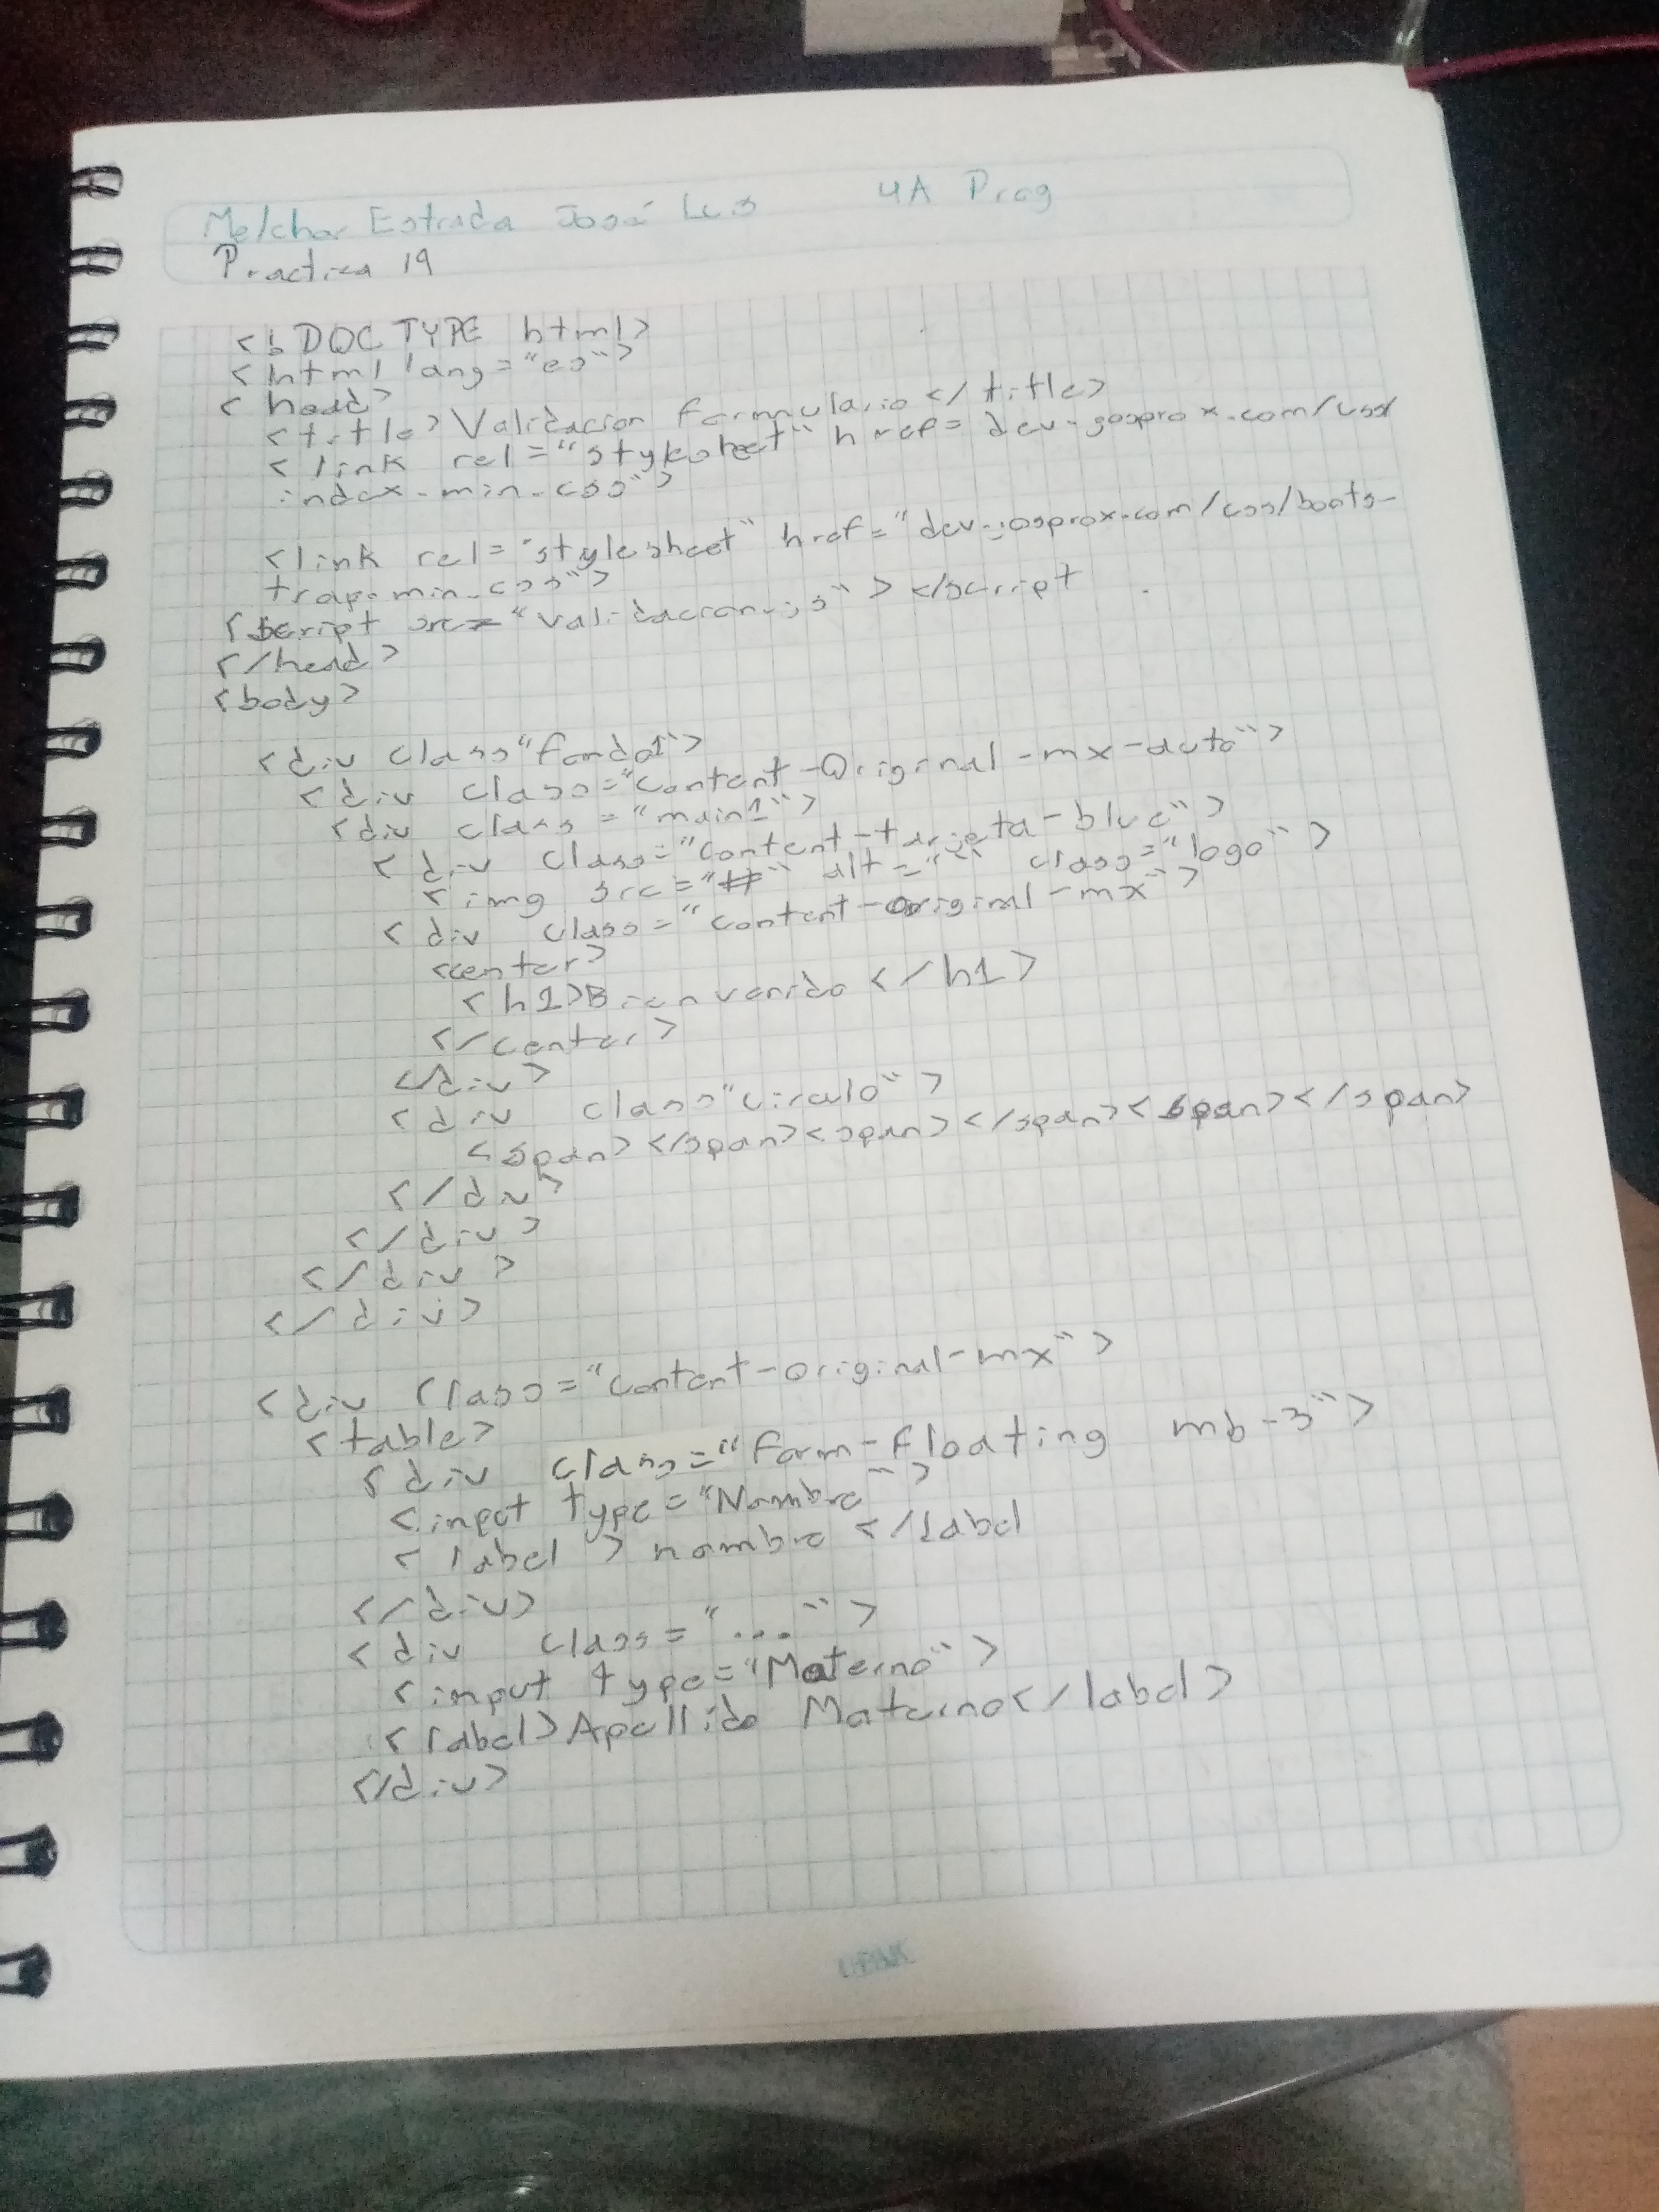 Melchor Estrada José Luis 4A Prog
Practica 19
<! DOCTYPE html>
<html lang="es">
<head>
<title>Validacion Formulario</title>
<link rel="stylesheet" href= dev-josprox.com/css/
index-min-css">
<link rel="stylesheet" href="dev-josprox.com/css/boots-
trap.min.css">
<script src="validacion.js"></script
</head>
<body>
<div class"fondo1">
<div class="content-Original-mx-auto">
<div class="main1">
<div class="content-tarjeta-blue">
<img src="#" alt="" class="logo">
<div class="content-original-mx">
<center>
<h1>Bienvenido</h1>
</center>
</div>
<div class"circulo">
<span></span><span></span><span></span>
</div>
</div>
</div>
</div>
<div class="content-original-mx">
<table>
<div class="form-floating mb-3">
<input type="Nombre">
<label>nombre</label
</div>
<div class="...">
<input type="Materno">
<label>Apellido Materno</label>
</div>